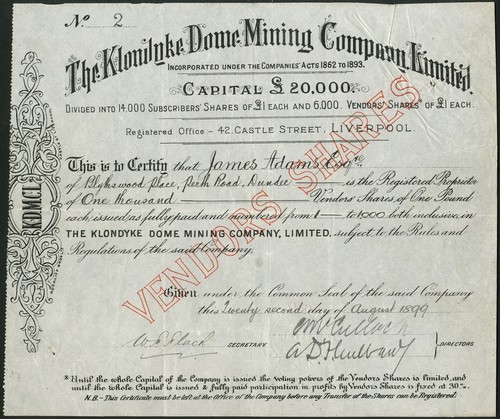 No. 2
The Klondyke Dome Mining Company, Limited.
INCORPORATED UNDER THE COMPANIES' ACTS 1862 TO 1893.
CAPITAL £20,000.
DIVIDED INTO 14,000 SUBSCRIBERS' SHARES OF £1 EACH AND 6,000 VENDORS' SHARES OF £1 EACH.
Registered Office – 42, CASTLE STREET, LIVERPOOL.
This is to Certify that James Adams Esqre
of Blythswood Place, Perth Road, Dundee is the Registered Proprietor
of One thousand Vendors' Shares of One Pound
each, issued as fully paid and numbered from 1 to 1000 both inclusive, in
THE KLONDYKE DOME MINING COMPANY, LIMITED, subject to the Rules and
Regulations of the said Company.
VENDORS SHARES
KDMCL
Given under the Common Seal of the said Company
this Twenty second day of August 1899
SECRETARY
DIRECTORS
*Until the whole Capital of the Company is issued the voting powers of the Vendors Shares is limited, and
until the whole Capital is issued & fully paid participation in profits by Vendors Shares is fixed at 30%.
N.B. – This Certificate must be left at the Office of the Company before any Transfer of the Shares can be Registered.